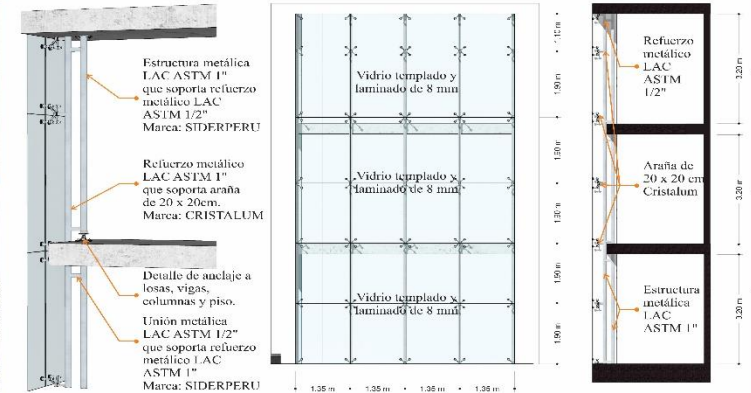 Estructura metálica
LAC ASTM 1"
que soporta refuerzo
metálico LAC
ASTM 1/2"
Marca: SIDERPERU
Refuerzo metálico
LAC ASTM 1"
que soporta araña
de 20 x 20cm.
Marca: CRISTALUM
Detalle de anclaje a
losas, vigas,
columnas y piso.
Unión metálica
LAC ASTM 1/2"
que soporta refuerzo
metálico LAC
ASTM 1"
Marca: SIDERPERU
Vidrio templado y
laminado de 8 mm
Vidrio templado y
laminado de 8 mm
Vidrio templado y
laminado de 8 mm
1.10 m
1.90 m
1.90 m
1.90 m
1.90 m
1.90 m
1.35 m
1.35 m
1.35 m
1.35 m
Refuerzo
metálico
LAC
ASTM
1/2"
Araña de
20 x 20 cm
Cristalum
Estructura
metálica
LAC
ASTM 1"
3.20 m
3.20 m
3.20 m